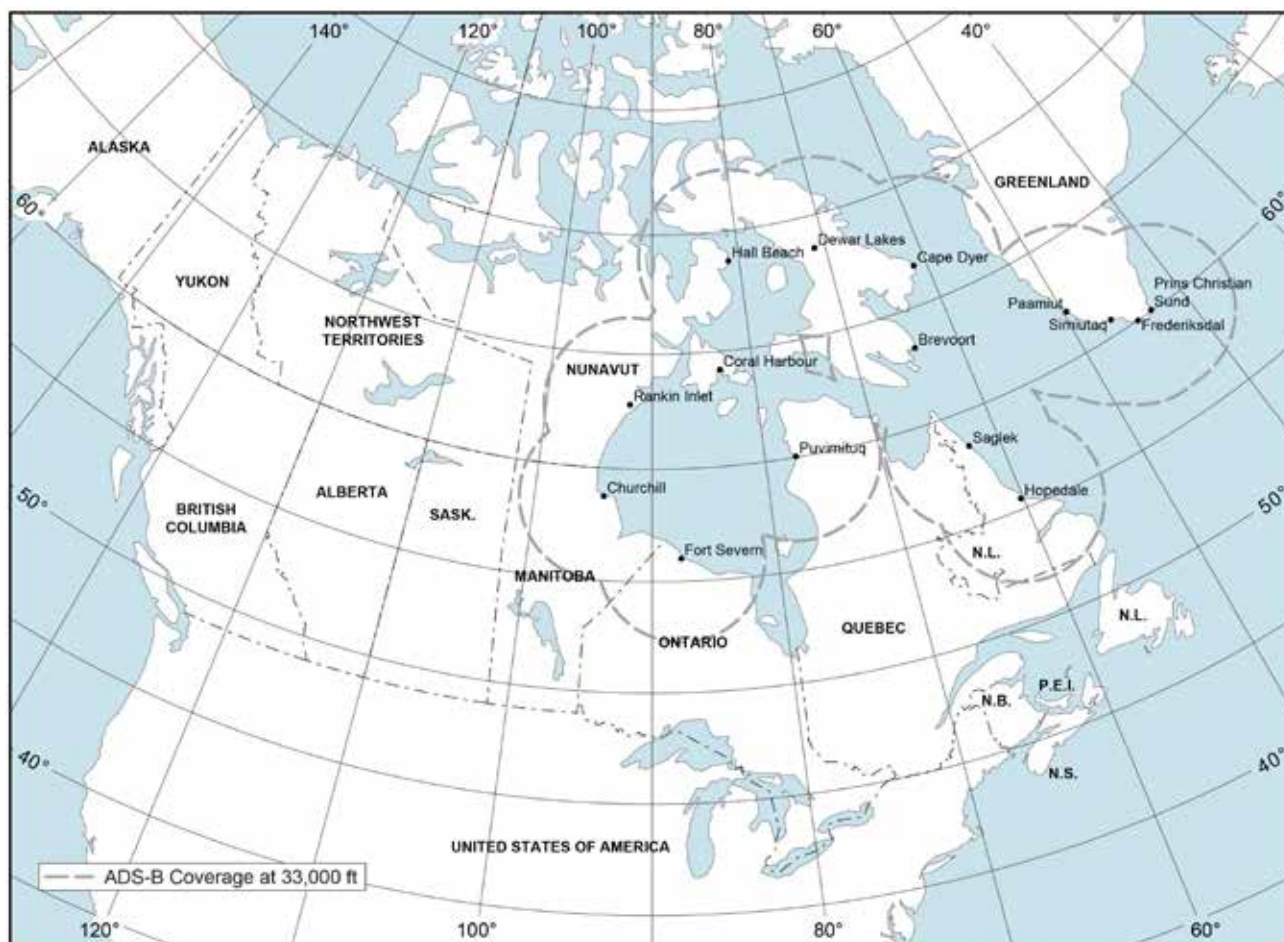 140°
120°
100°
80°
60°
40°
ALASKA
GREENLAND
60°
60°
Hall Beach
Dewar Lakes
Cape Dyer
YUKON
Prins Christian
Sund
Paamiut
Simiutaq
Frederiksdal
NORTHWEST
TERRITORIES
Brevoort
NUNAVUT
Coral Harbour
Rankin Inlet
Saglek
Puvirnituq
50°
50°
Churchill
Hopedale
ALBERTA
BRITISH
COLUMBIA
SASK.
Fort Severn
N.L.
MANITOBA
N.L.
QUEBEC
ONTARIO
P.E.I.
N.B.
40°
40°
N.S.
UNITED STATES OF AMERICA
ADS-B Coverage at 33,000 ft
120°
100°
80°
60°